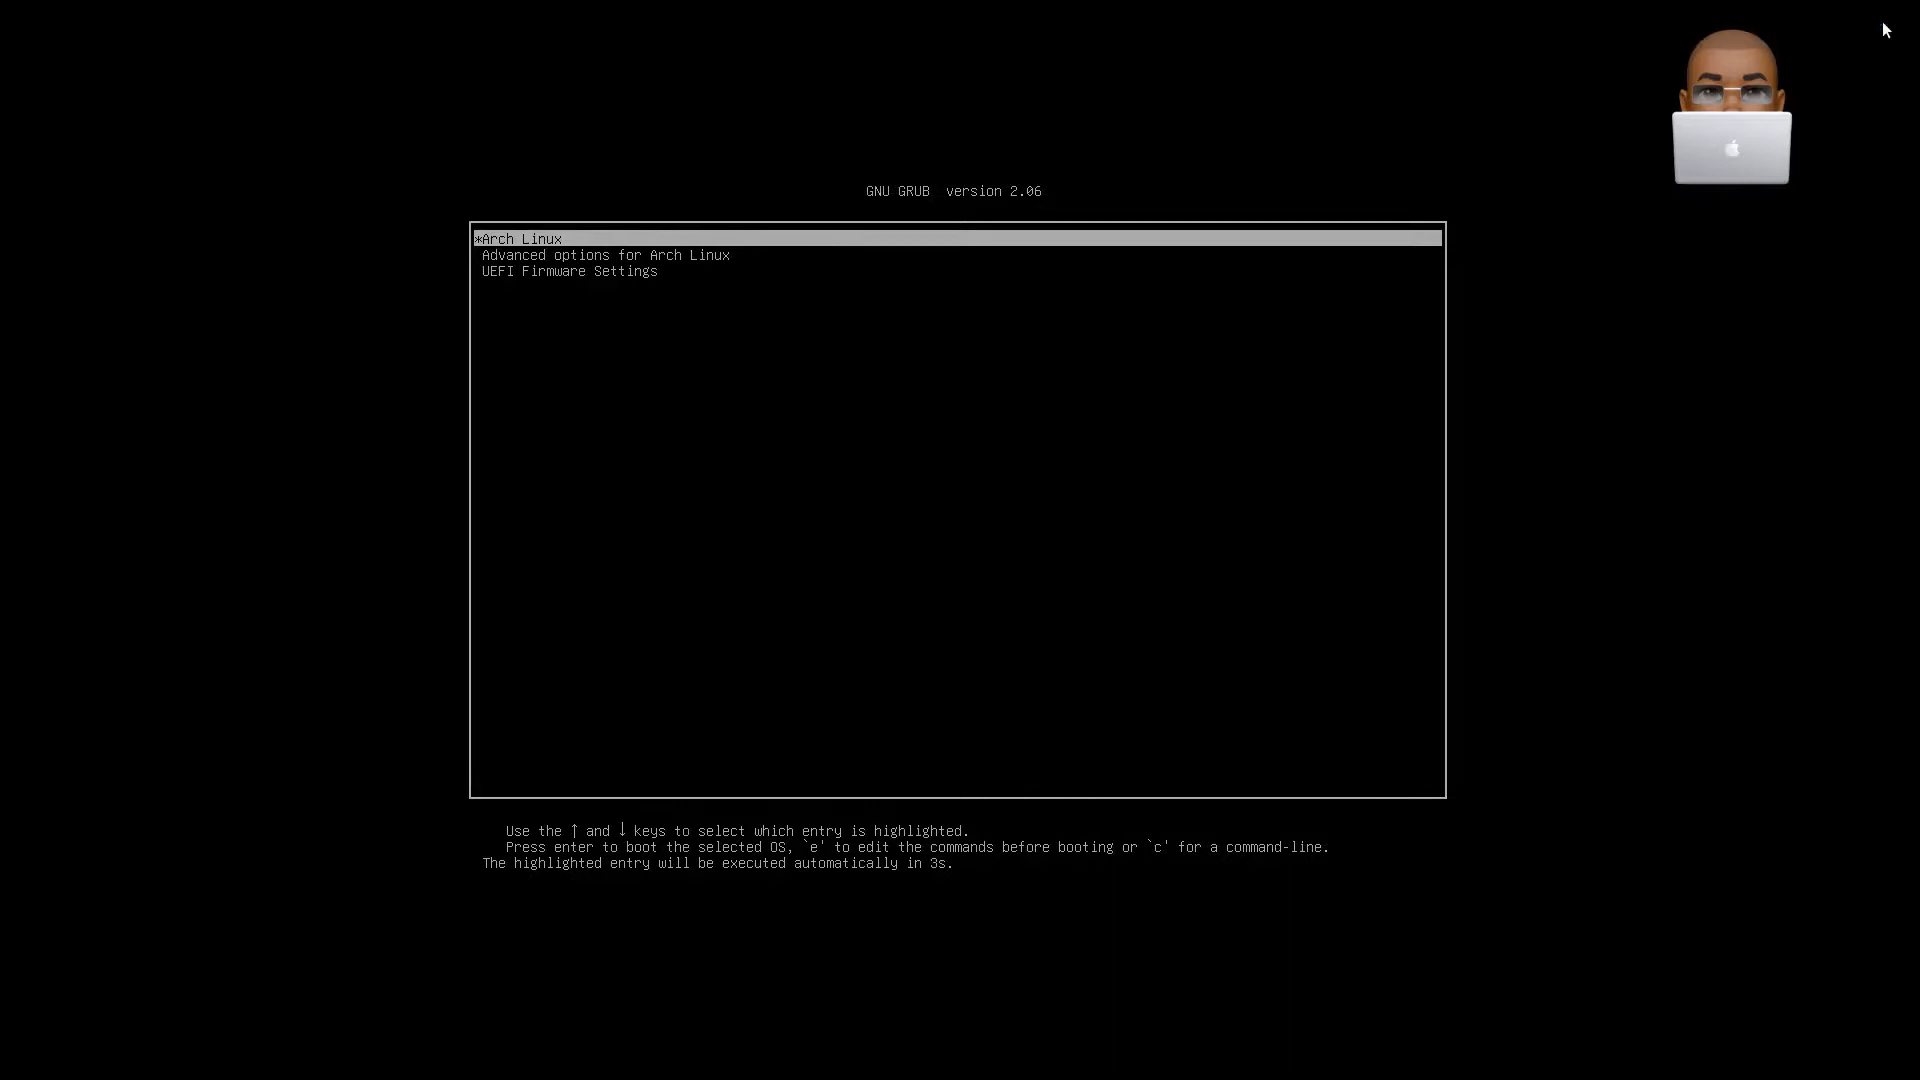 GNU GRUB  version 2.06
*Arch Linux
Advanced options for Arch Linux
UEFI Firmware Settings
Use the ↑ and ↓ keys to select which entry is highlighted.
Press enter to boot the selected OS, `e' to edit the commands before booting or `c' for a command-line.
The highlighted entry will be executed automatically in 3s.